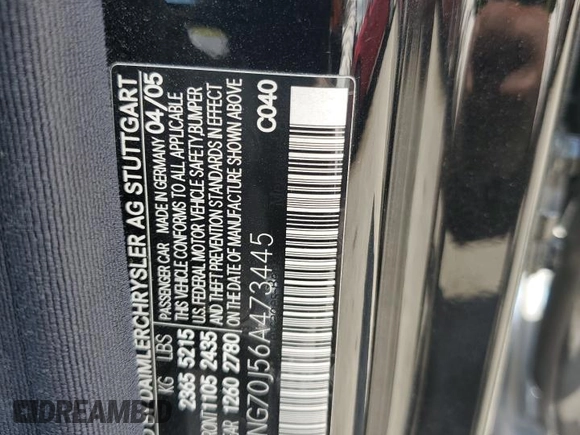 DAIMLERCHRYSLER AG STUTTGART
PASSENGER CAR MADE IN GERMANY 04/05
KG LBS THIS VEHICLE CONFORMS TO ALL APPLICABLE
2365 5215 U.S. FEDERAL MOTOR VEHICLE SAFETY, BUMPER
1105 2435 AND THEFT PREVENTION STANDARDS IN EFFECT
1260 2780 ON THE DATE OF MANUFACTURE SHOWN ABOVE
C040
NG70J56A473445